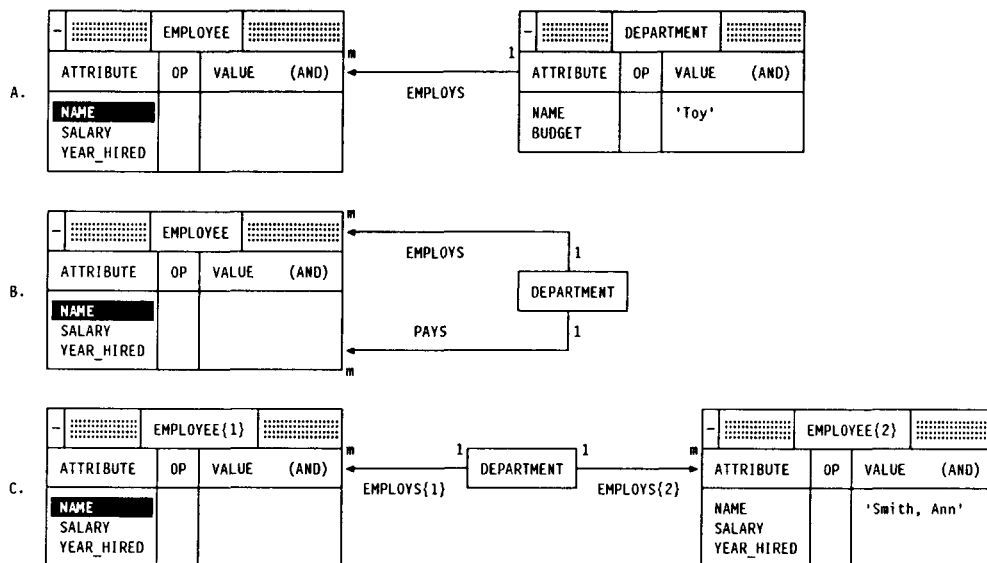 EMPLOYEE DEPARTMENT
m 1
ATTRIBUTE OP VALUE (AND) ATTRIBUTE OP VALUE (AND)
A. EMPLOYS
NAME NAME 'Toy'
SALARY BUDGET
YEAR_HIRED
m
EMPLOYEE
EMPLOYS 1
ATTRIBUTE OP VALUE (AND)
B. DEPARTMENT
NAME
SALARY PAYS 1
YEAR_HIRED
m
EMPLOYEE{1} EMPLOYEE{2}
m 1 1 m
ATTRIBUTE OP VALUE (AND) DEPARTMENT ATTRIBUTE OP VALUE (AND)
C. EMPLOYS{1} EMPLOYS{2}
NAME NAME 'Smith, Ann'
SALARY SALARY
YEAR_HIRED YEAR_HIRED